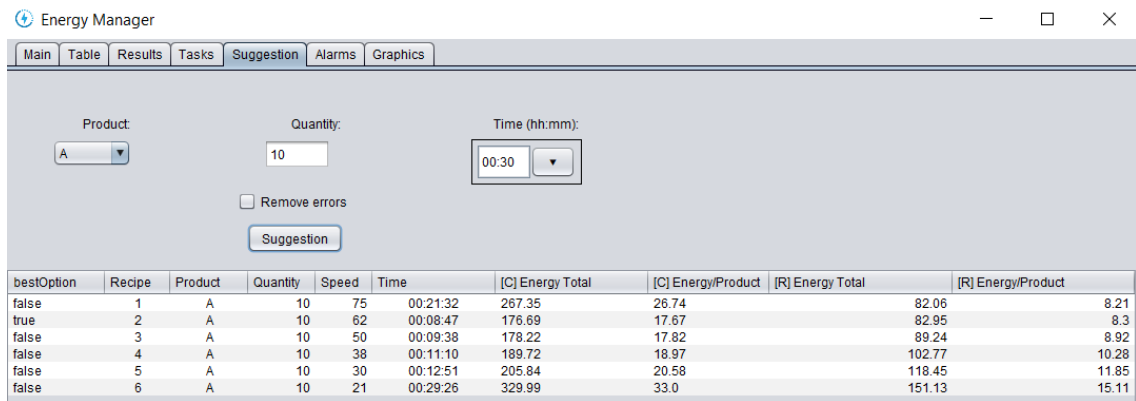 Energy Manager
Main Table Results Tasks Suggestion Alarms Graphics
Product: Quantity: Time (hh:mm):
A 10 00:30
Remove errors
Suggestion
bestOption Recipe Product Quantity Speed Time [C] Energy Total [C] Energy/Product [R] Energy Total [R] Energy/Product
false 1 A 10 75 00:21:32 267.35 26.74 82.06 8.21
true 2 A 10 62 00:08:47 176.69 17.67 82.95 8.3
false 3 A 10 50 00:09:38 178.22 17.82 89.24 8.92
false 4 A 10 38 00:11:10 189.72 18.97 102.77 10.28
false 5 A 10 30 00:12:51 205.84 20.58 118.45 11.85
false 6 A 10 21 00:29:26 329.99 33.0 151.13 15.11